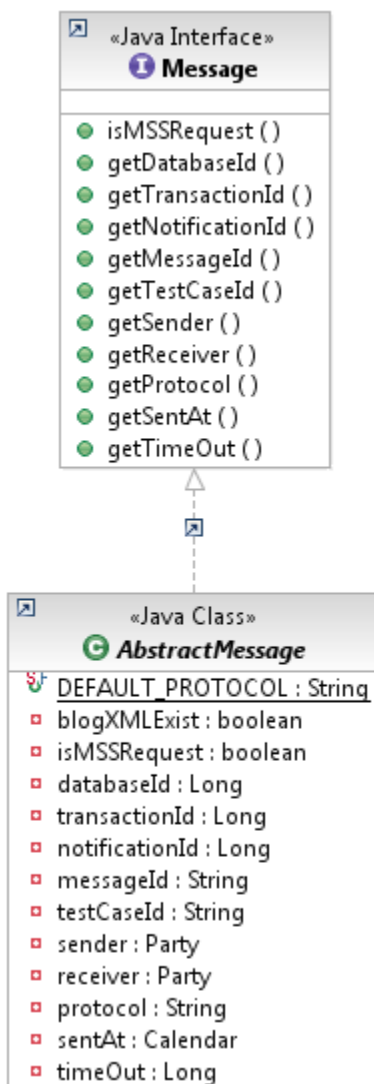 «Java Interface»
I Message
isMSSRequest ( )
getDatabaseId ( )
getTransactionId ( )
getNotificationId ( )
getMessageId ( )
getTestCaseId ( )
getSender ( )
getReceiver ( )
getProtocol ( )
getSentAt ( )
getTimeOut ( )
«Java Class»
C AbstractMessage
S F DEFAULT_PROTOCOL : String
blogXMLExist : boolean
isMSSRequest : boolean
databaseId : Long
transactionId : Long
notificationId : Long
messageId : String
testCaseId : String
sender : Party
receiver : Party
protocol : String
sentAt : Calendar
timeOut : Long